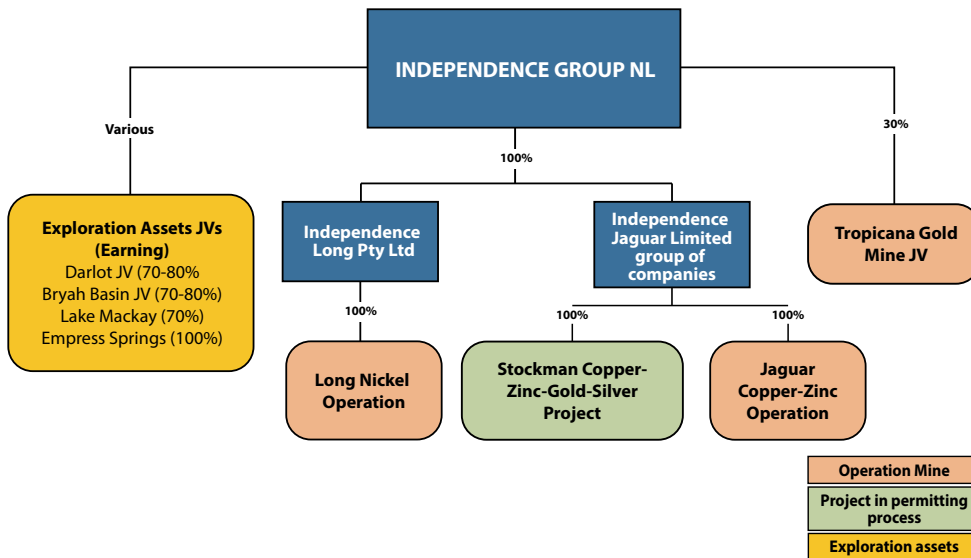 INDEPENDENCE GROUP NL
Various
100%
30%
Exploration Assets JVs
(Earning)
Darlot JV (70-80%
Bryah Basin JV (70-80%)
Lake Mackay (70%)
Empress Springs (100%)
Independence
Long Pty Ltd
Independence
Jaguar Limited
group of
companies
Tropicana Gold
Mine JV
100%
100%
100%
Long Nickel
Operation
Stockman Copper-
Zinc-Gold-Silver
Project
Jaguar
Copper-Zinc
Operation
Operation Mine
Project in permitting
process
Exploration assets